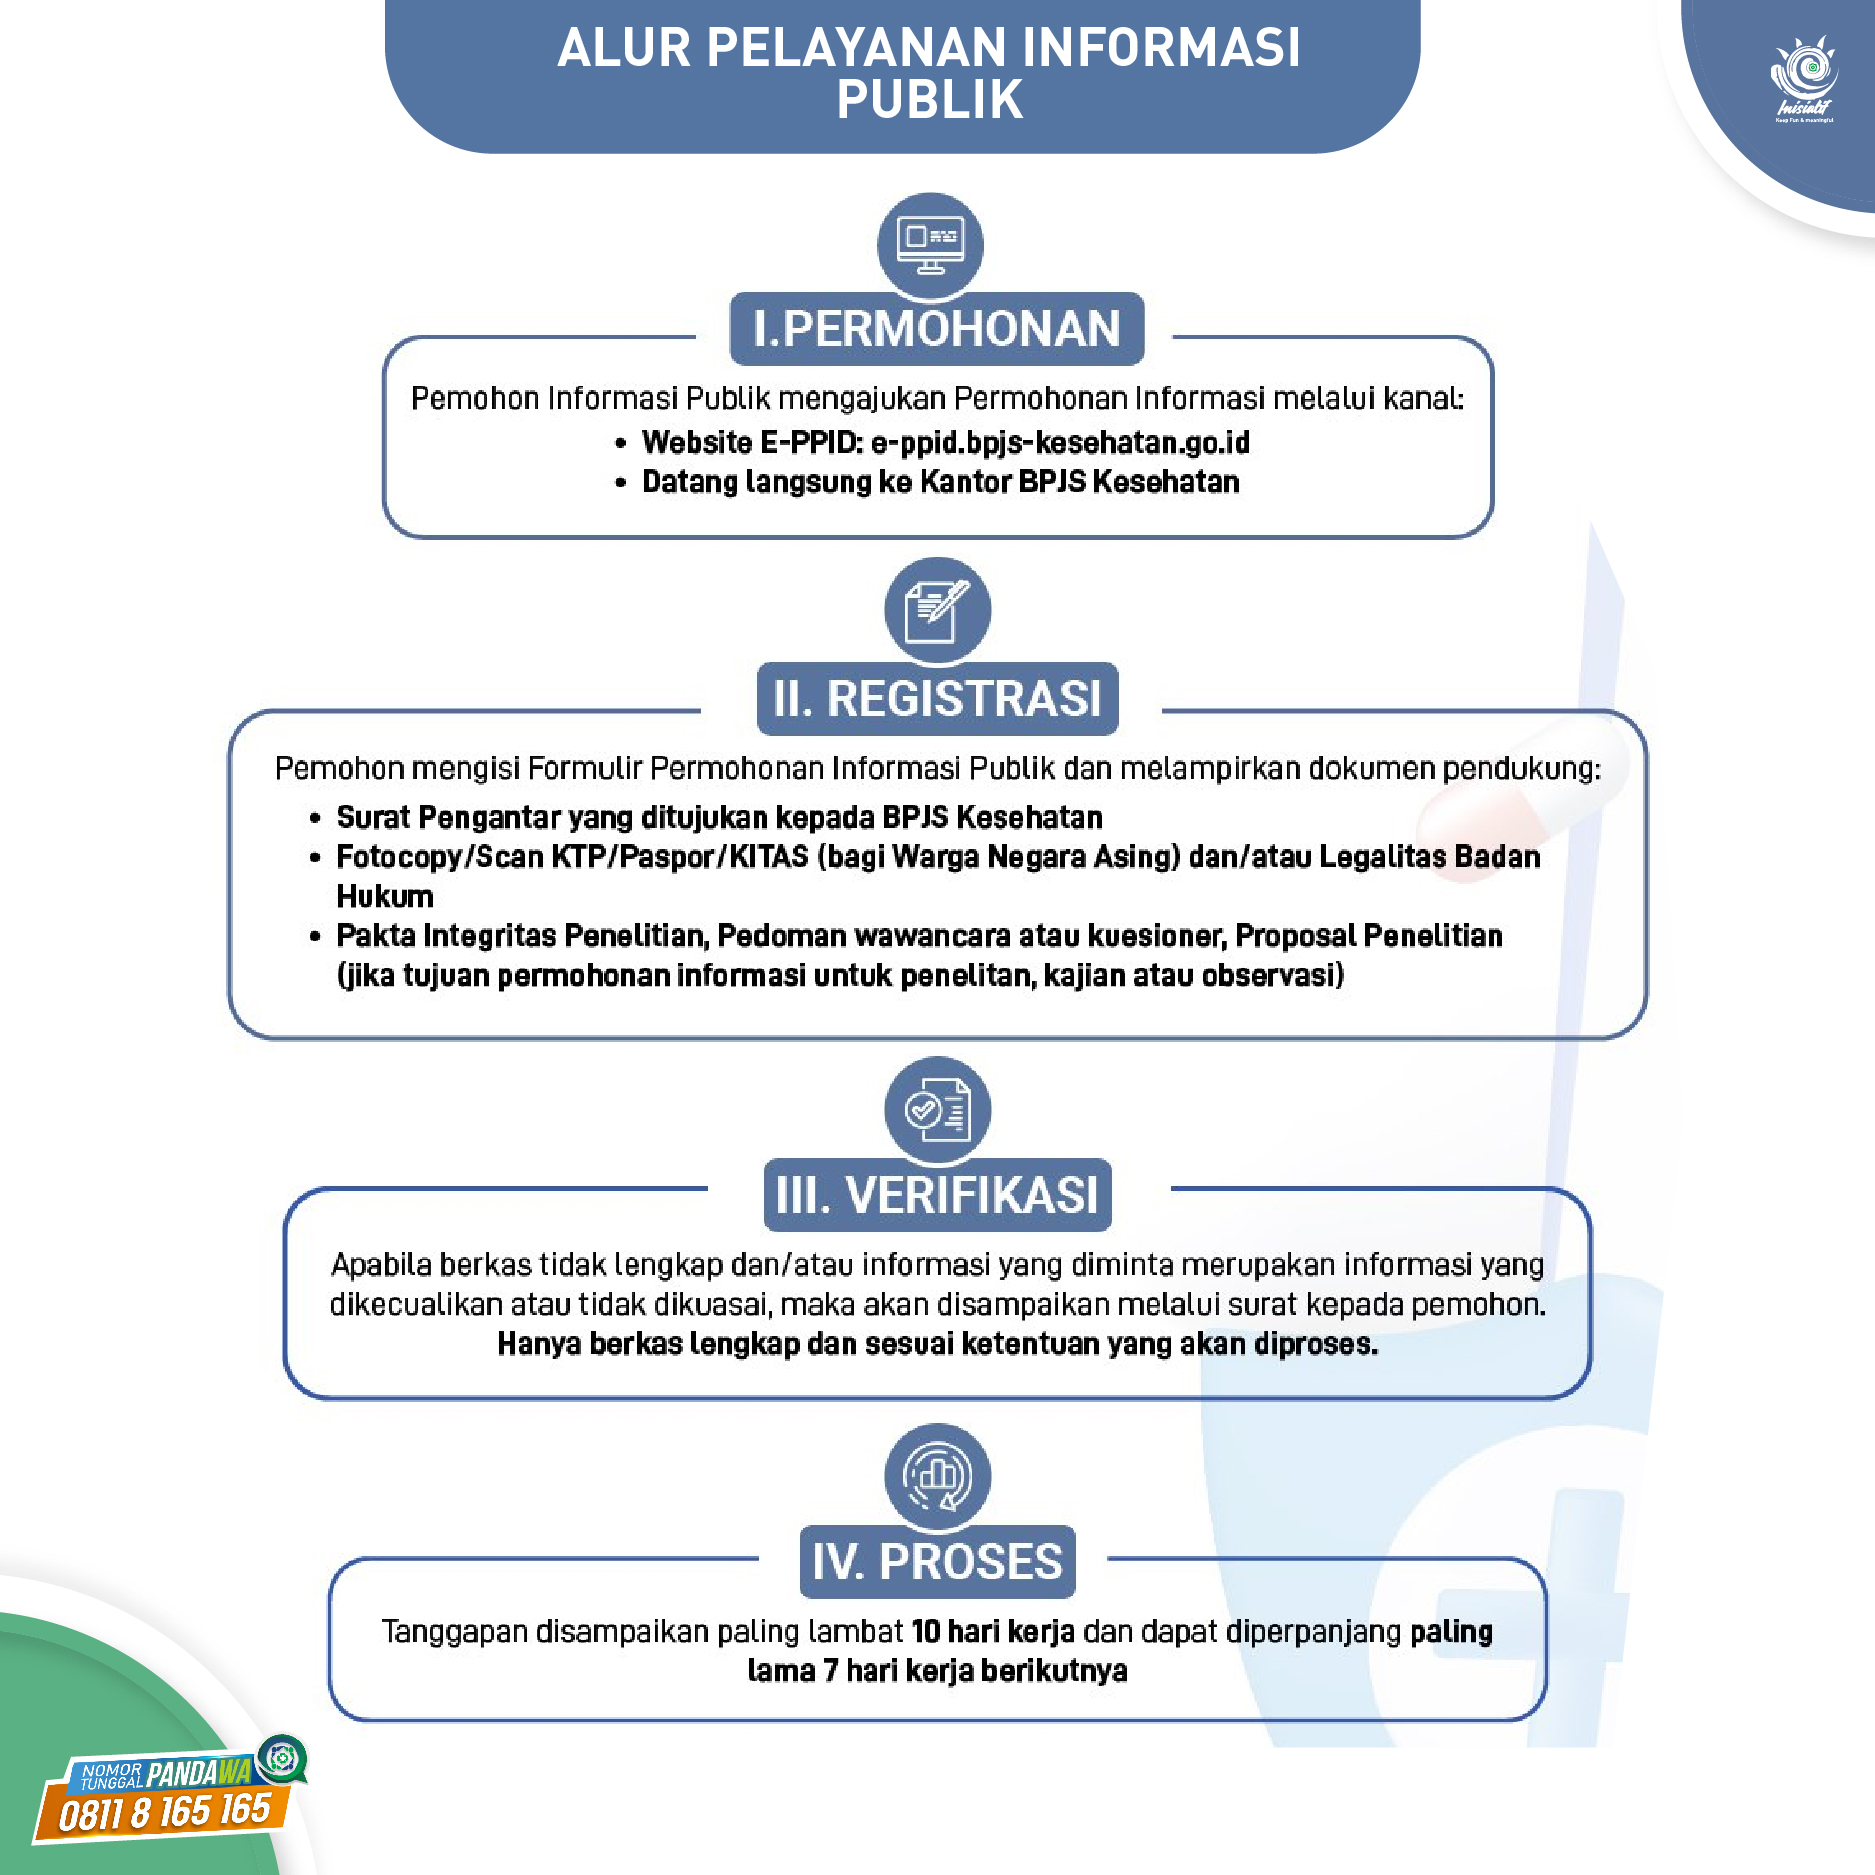 ALUR PELAYANAN INFORMASI
PUBLIK
Inisiatif
Keep Fun & meaningful
I.PERMOHONAN
Pemohon Informasi Publik mengajukan Permohonan Informasi melalui kanal:
• Website E-PPID: e-ppid.bpjs-kesehatan.go.id
• Datang langsung ke Kantor BPJS Kesehatan
II. REGISTRASI
Pemohon mengisi Formulir Permohonan Informasi Publik dan melampirkan dokumen pendukung:
• Surat Pengantar yang ditujukan kepada BPJS Kesehatan
• Fotocopy/Scan KTP/Paspor/KITAS (bagi Warga Negara Asing) dan/atau Legalitas Badan
Hukum
• Pakta Integritas Penelitian, Pedoman wawancara atau kuesioner, Proposal Penelitian
(jika tujuan permohonan informasi untuk penelitan, kajian atau observasi)
III. VERIFIKASI
Apabila berkas tidak lengkap dan/atau informasi yang diminta merupakan informasi yang
dikecualikan atau tidak dikuasai, maka akan disampaikan melalui surat kepada pemohon.
Hanya berkas lengkap dan sesuai ketentuan yang akan diproses.
IV. PROSES
Tanggapan disampaikan paling lambat 10 hari kerja dan dapat diperpanjang paling
lama 7 hari kerja berikutnya
NOMOR
TUNGGAL PANDAWA
0811 8 165 165